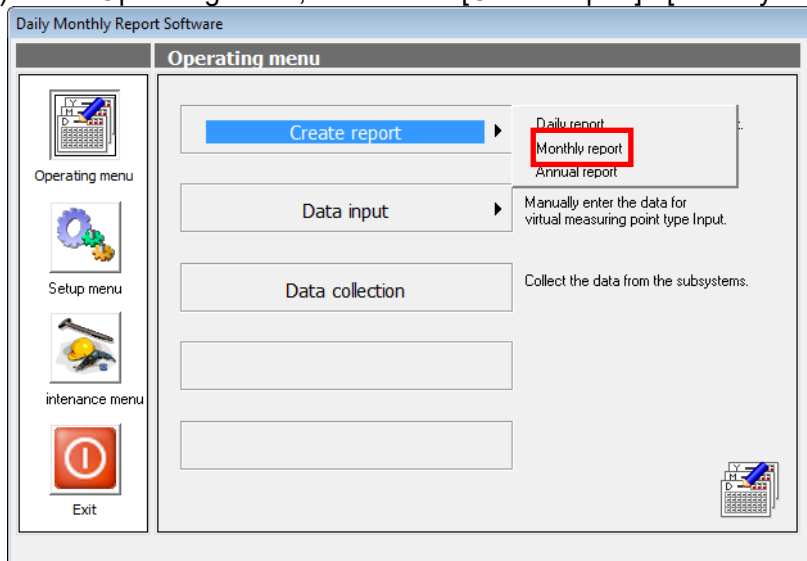 Daily Monthly Report Software
Operating menu
Operating menu
Setup menu
intenance menu
Exit
Create report
Daily report
Monthly report
Annual report
Data input
Manually enter the data for
virtual measuring point type Input.
Data collection
Collect the data from the subsystems.